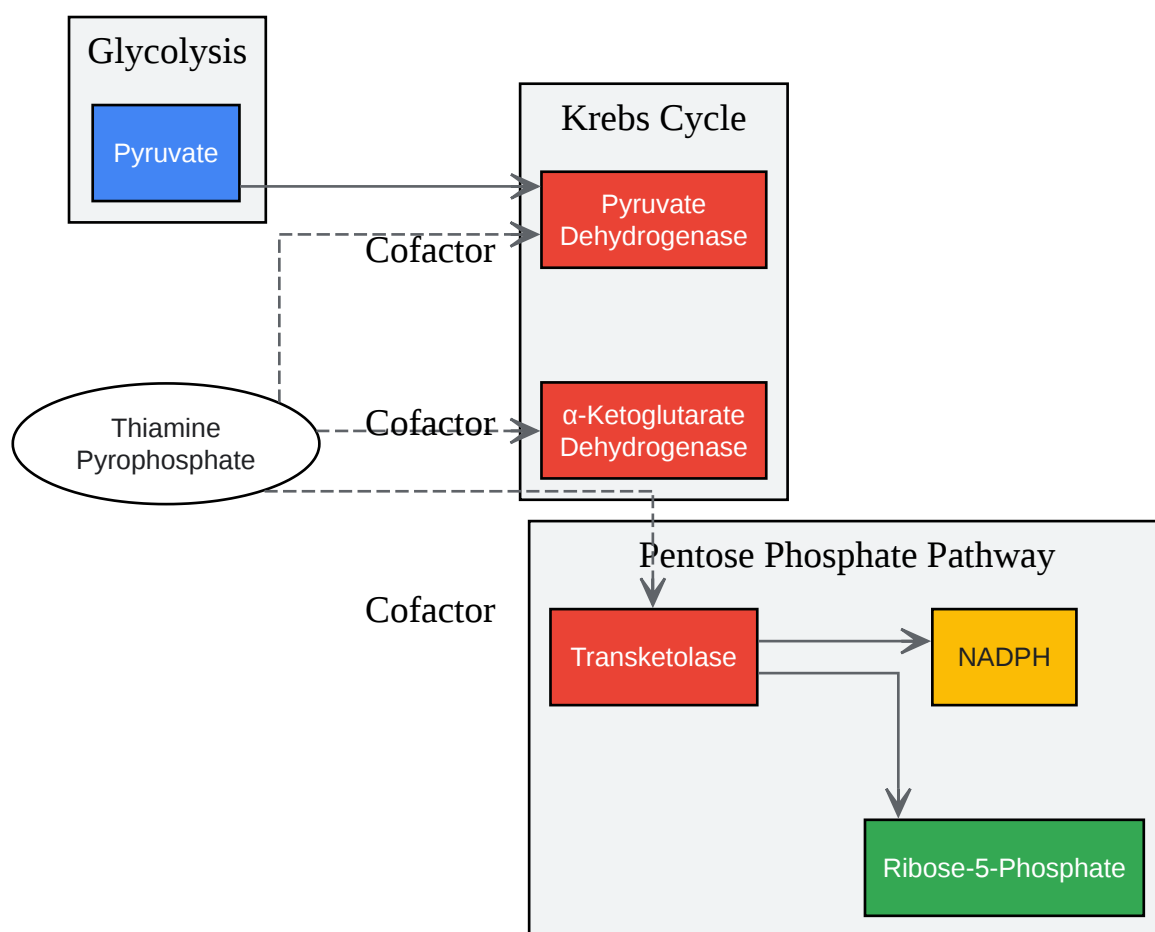 Glycolysis
Pyruvate
Krebs Cycle
Pyruvate
Dehydrogenase
Cofactor
Thiamine
Pyrophosphate
Cofactor
α-Ketoglutarate
Dehydrogenase
Pentose Phosphate Pathway
Cofactor
Transketolase
NADPH
Ribose-5-Phosphate